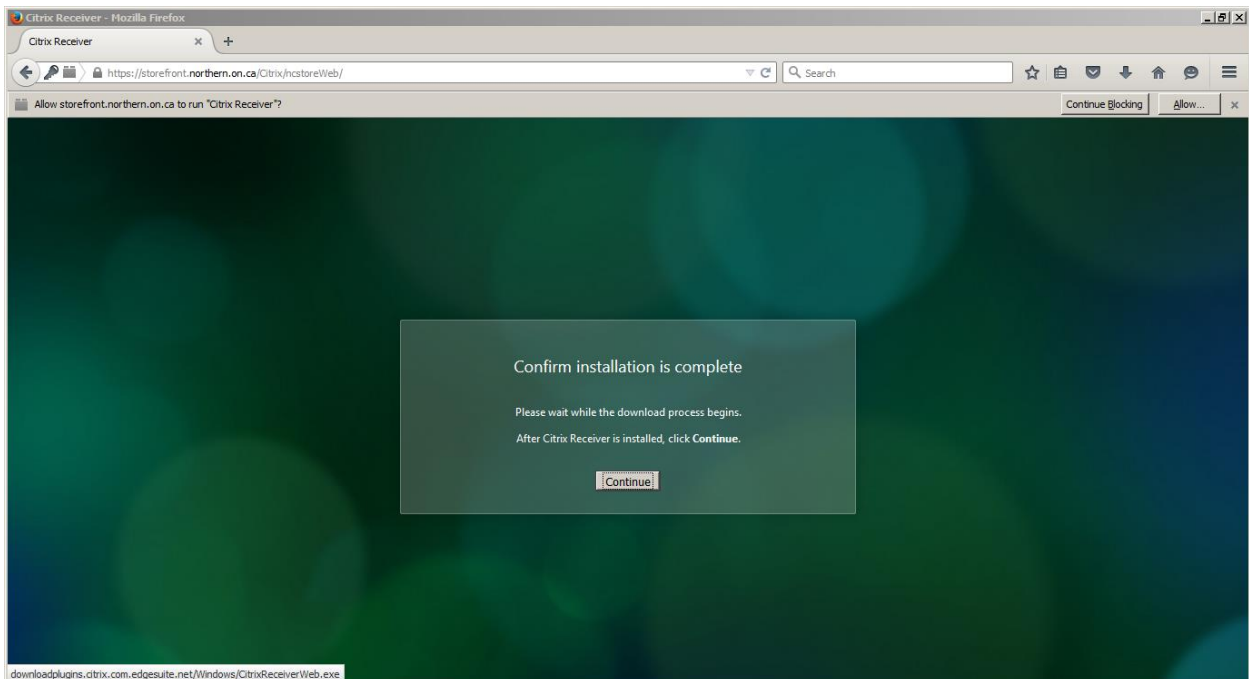 Citrix Receiver - Mozilla Firefox
Citrix Receiver
https://storefront.northern.on.ca/Citrix/ncstoreWeb/
Search
Allow storefront.northern.on.ca to run "Citrix Receiver"?
Continue Blocking
Allow...
Confirm installation is complete
Please wait while the download process begins.
After Citrix Receiver is installed, click Continue.
Continue
downloadplugins.citrix.com.edgesuite.net/Windows/CitrixReceiverWeb.exe